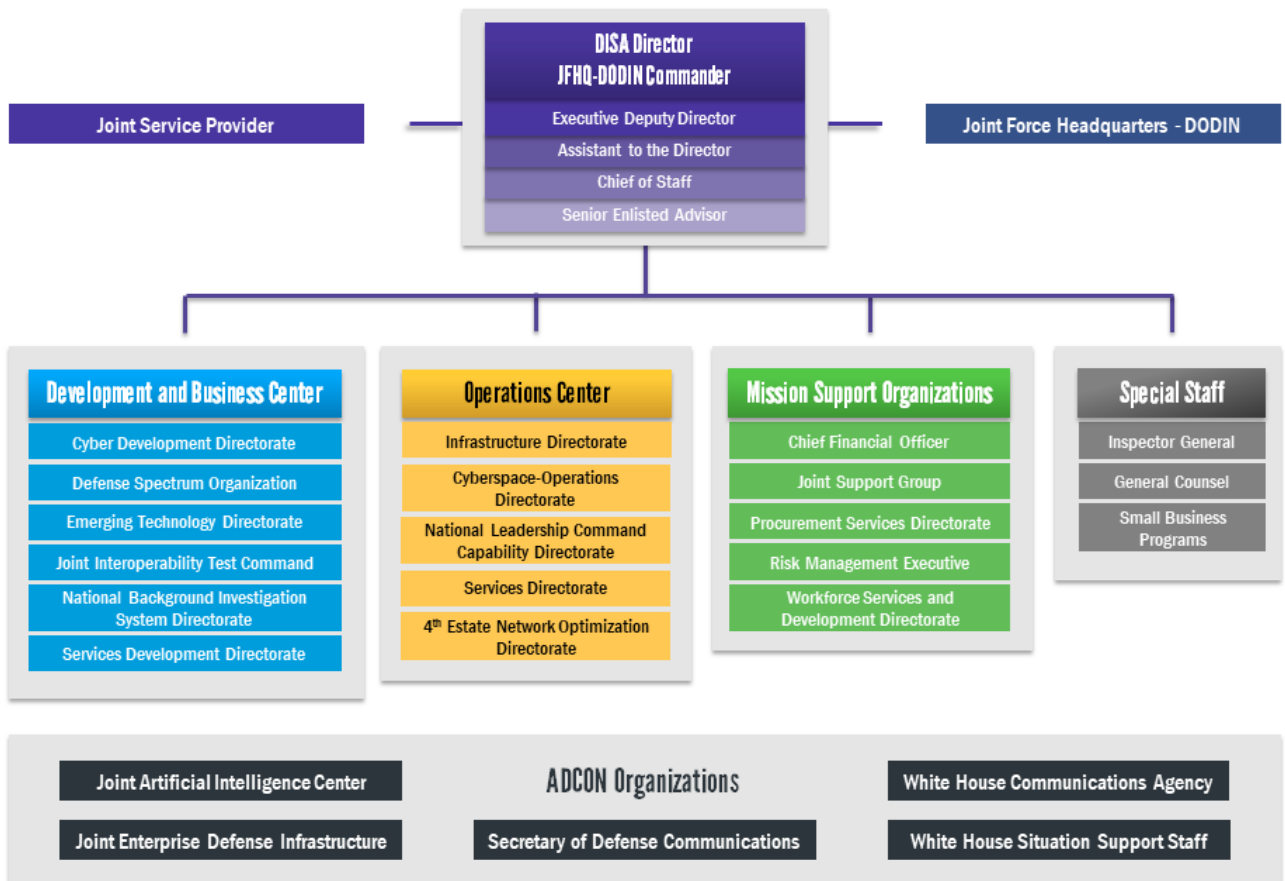 DISA Director
JFHQ-DODIN Commander
Executive Deputy Director
Assistant to the Director
Chief of Staff
Senior Enlisted Advisor
Joint Service Provider
Joint Force Headquarters - DODIN
Development and Business Center
Cyber Development Directorate
Defense Spectrum Organization
Emerging Technology Directorate
Joint Interoperability Test Command
National Background Investigation
System Directorate
Services Development Directorate
Operations Center
Infrastructure Directorate
Cyberspace-Operations
Directorate
National Leadership Command
Capability Directorate
Services Directorate
4th Estate Network Optimization
Directorate
Mission Support Organizations
Chief Financial Officer
Joint Support Group
Procurement Services Directorate
Risk Management Executive
Workforce Services and
Development Directorate
Special Staff
Inspector General
General Counsel
Small Business
Programs
ADCON Organizations
Joint Artificial Intelligence Center
White House Communications Agency
Joint Enterprise Defense Infrastructure
Secretary of Defense Communications
White House Situation Support Staff